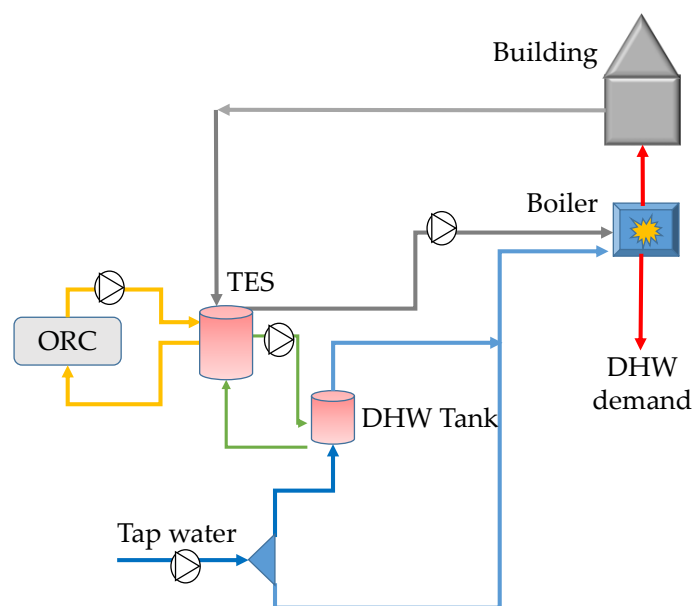 Building
Boiler
TES
ORC
DHW
demand
DHW Tank
Tap water